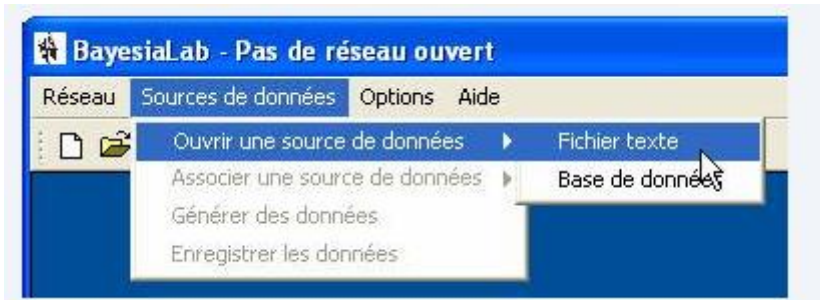 BayesiaLab - Pas de réseau ouvert
Réseau Sources de données Options Aide
Ouvrir une source de données Fichier texte
Associer une source de données Base de données
Générer des données
Enregistrer les données